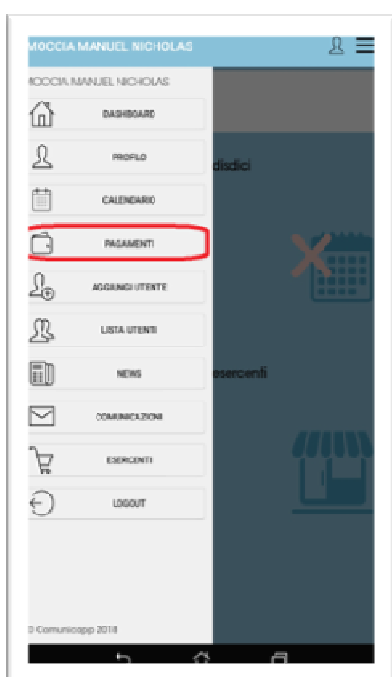 MOCCIA MANUEL NICHOLAS
MOCCIA MANUEL NICHOLAS
DASHBOARD
PROFILO
disdici
CALENDARIO
PAGAMENTI
AGGIUNGI UTENTE
LISTA UTENTI
NEWS
esercenti
COMUNICAZIONI
ESERCENTI
LOGOUT
© Comunicapp 2018